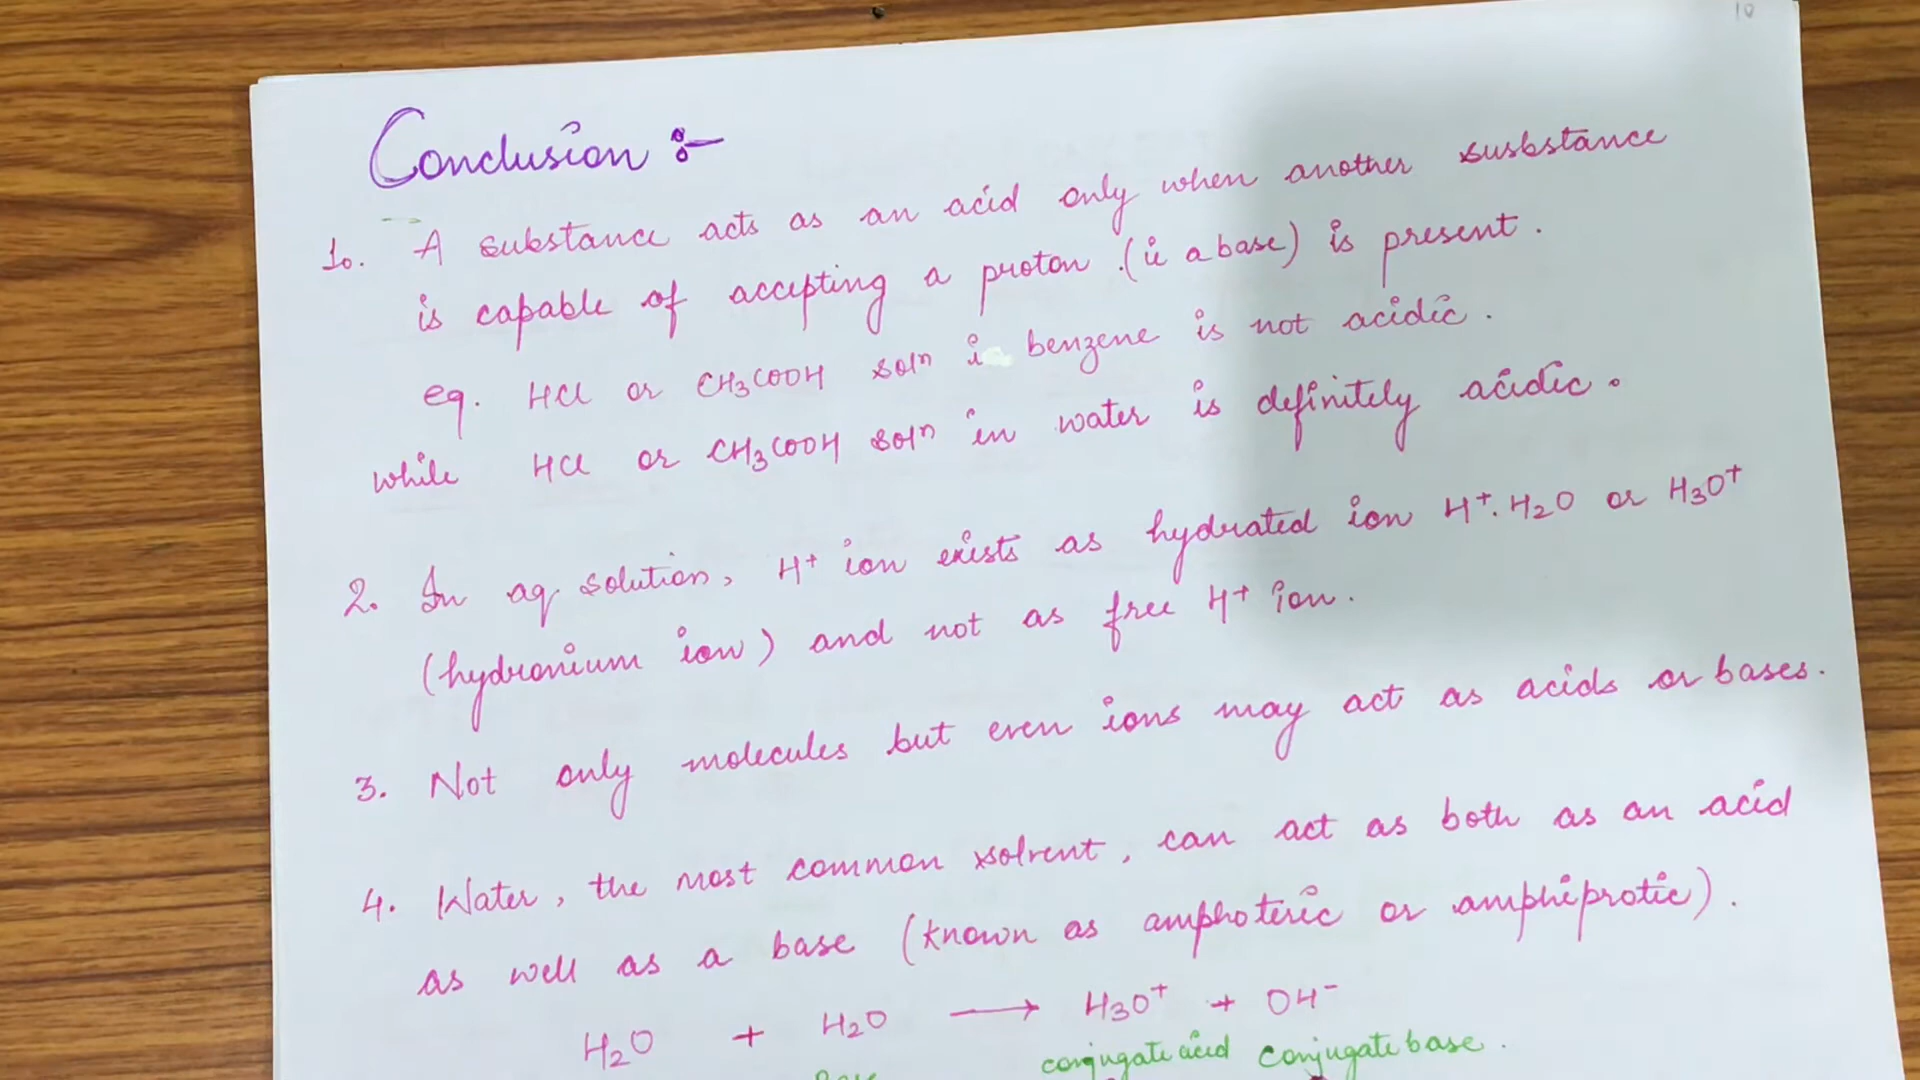 10
Conclusion :-
1. A substance acts as an acid only when another susbstance
is capable of accepting a proton (ie a base) is present.
eg. HCl or CH3COOH soln i benzene is not acidic.
while HCl or CH3COOH soln in water is definitely acidic.
2. In aq solution, H+ ion exists as hydrated ion H+. H2O or H3O+
(hydronium ion) and not as free H+ ion.
3. Not only molecules but even ions may act as acids or bases.
4. Water, the most common solvent, can act as both as an acid
as well as a base (known as amphoteric or amphiprotic).
H2O + H2O ⟶ H3O+ + OH-
conjugate acid conjugate base.